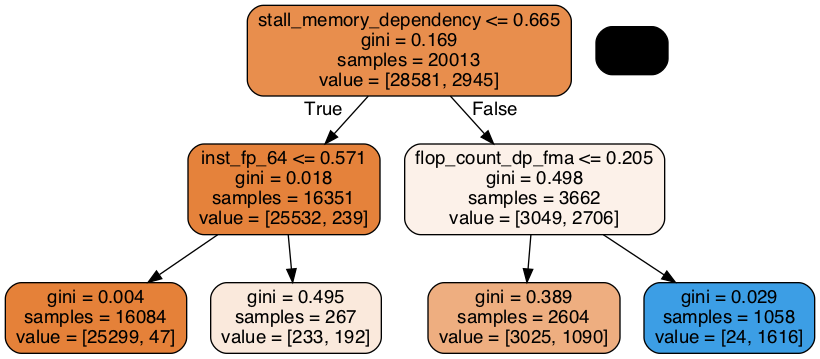 stall_memory_dependency <= 0.665
gini = 0.169
samples = 20013
value = [28581, 2945]
True
False
inst_fp_64 <= 0.571
gini = 0.018
samples = 16351
value = [25532, 239]
flop_count_dp_fma <= 0.205
gini = 0.498
samples = 3662
value = [3049, 2706]
gini = 0.004
samples = 16084
value = [25299, 47]
gini = 0.495
samples = 267
value = [233, 192]
gini = 0.389
samples = 2604
value = [3025, 1090]
gini = 0.029
samples = 1058
value = [24, 1616]